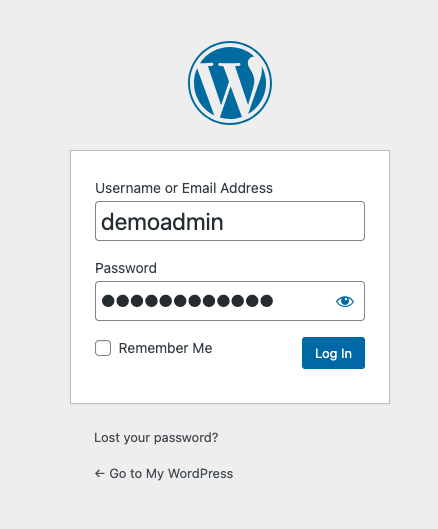 Username or Email Address
demoadmin
Password
●●●●●●●●●●●●
Remember Me
Log In
Lost your password?
← Go to My WordPress